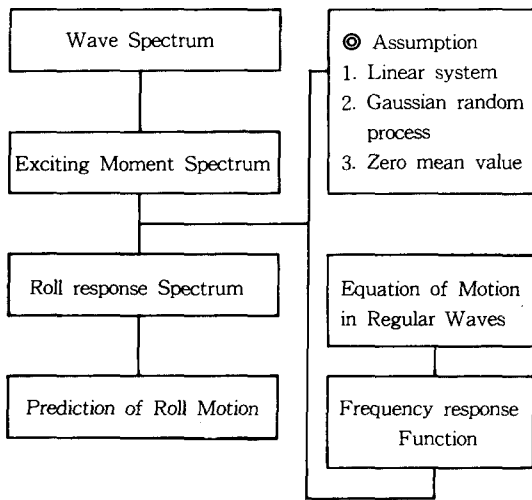 Wave Spectrum
Exciting Moment Spectrum
Roll response Spectrum
Prediction of Roll Motion
◎ Assumption
1. Linear system
2. Gaussian random
process
3. Zero mean value
Equation of Motion
in Regular Waves
Frequency response
Function